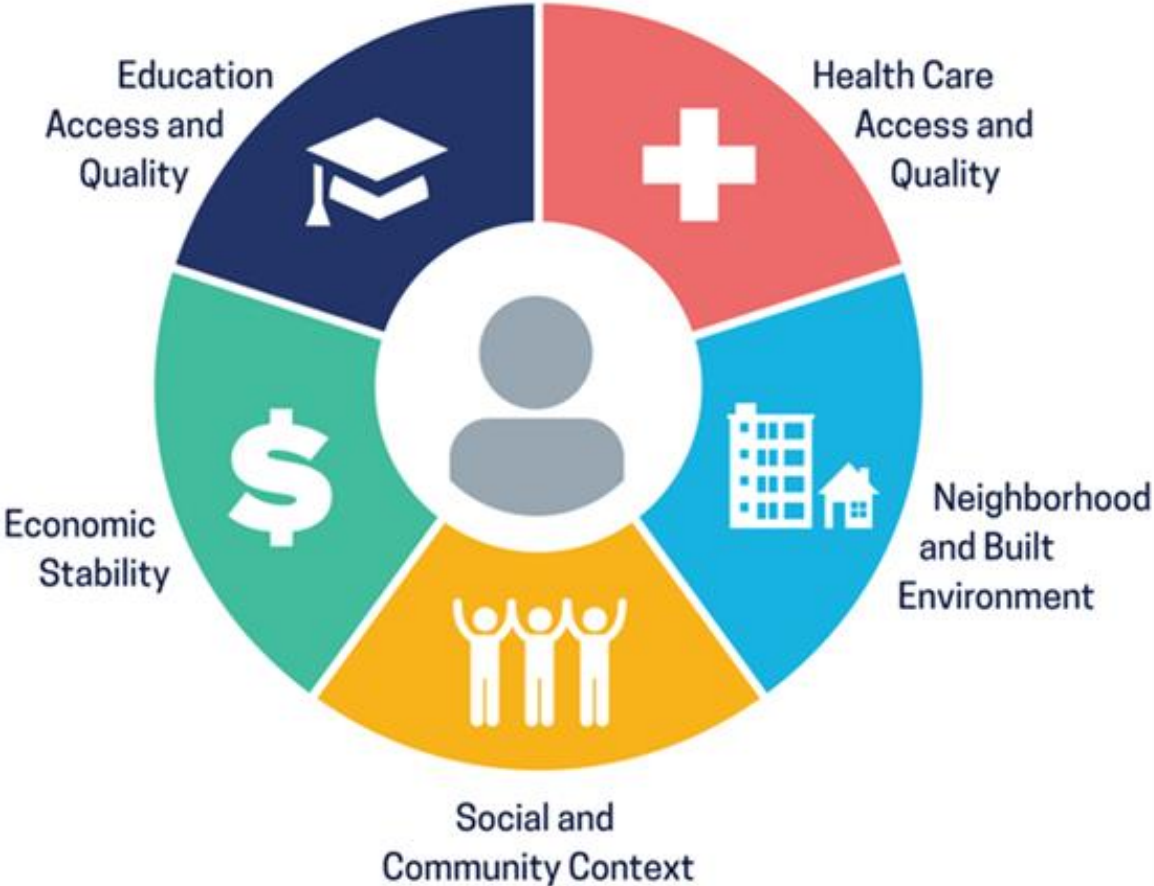 Education
Access and
Quality
Health Care
Access and
Quality
Economic
Stability
Neighborhood
and Built
Environment
Social and
Community Context